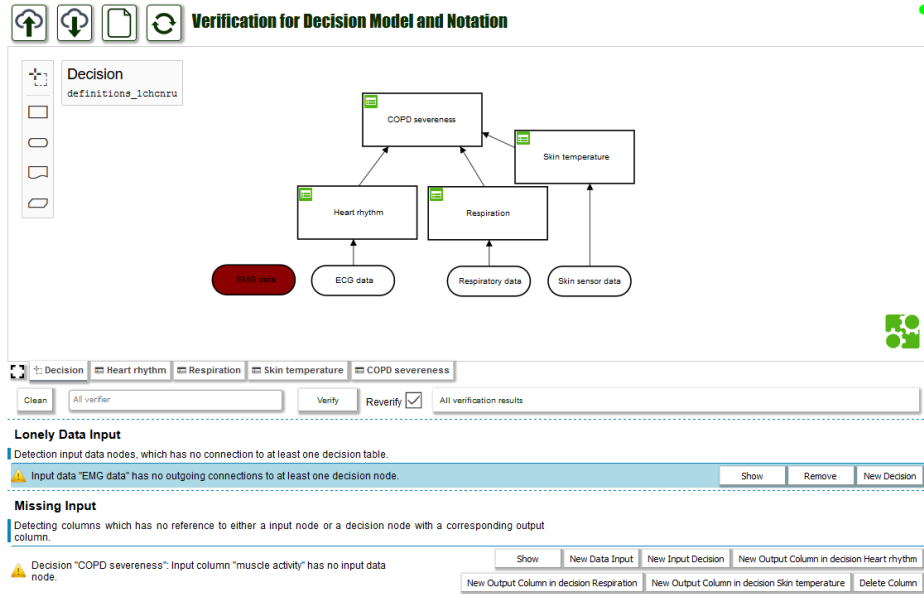 Verification for Decision Model and Notation
Decision
definitions_1chcnru
COPD severeness
Skin temperature
Heart rhythm
Respiration
EMG data
ECG data
Respiratory data
Skin sensor data
Decision
Heart rhythm
Respiration
Skin temperature
COPD severeness
Clean
All verifier
Verify
Reverify
All verification results
Lonely Data Input
Detection input data nodes, which has no connection to at least one decision table.
Input data "EMG data" has no outgoing connections to at least one decision node.
Show
Remove
New Decision
Missing Input
Detecting columns which has no reference to either a input node or a decision node with a corresponding output
column.
Decision "COPD severeness": Input column "muscle activity" has no input data
node.
Show
New Data Input
New Input Decision
New Output Column in decision Heart rhythm
New Output Column in decision Respiration
New Output Column in decision Skin temperature
Delete Column